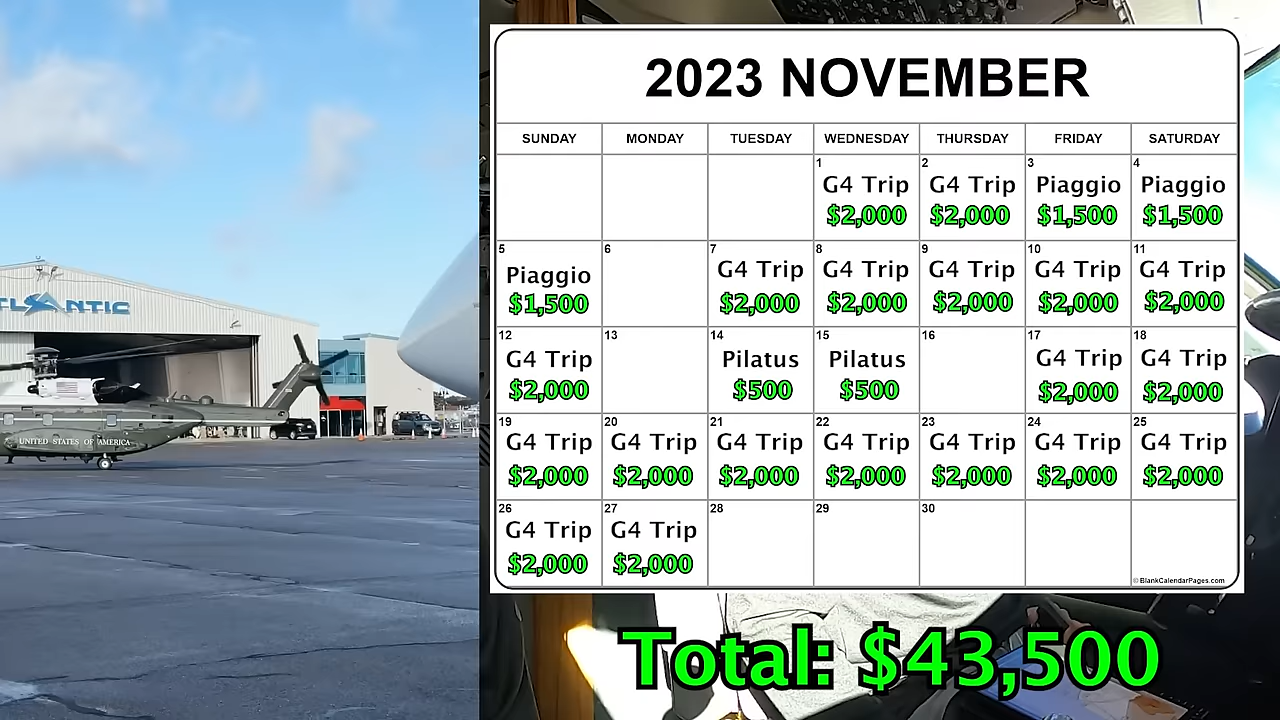 TLANTIC
UNITED STATES OF AMERICA
2023 NOVEMBER
SUNDAY MONDAY TUESDAY WEDNESDAY THURSDAY FRIDAY SATURDAY
1 2 3 4
G4 Trip G4 Trip Piaggio Piaggio
$2,000 $2,000 $1,500 $1,500
5 6 7 8 9 10 11
Piaggio G4 Trip G4 Trip G4 Trip G4 Trip G4 Trip
$1,500 $2,000 $2,000 $2,000 $2,000 $2,000
12 13 14 15 16 17 18
G4 Trip Pilatus Pilatus G4 Trip G4 Trip
$2,000 $500 $500 $2,000 $2,000
19 20 21 22 23 24 25
G4 Trip G4 Trip G4 Trip G4 Trip G4 Trip G4 Trip G4 Trip
$2,000 $2,000 $2,000 $2,000 $2,000 $2,000 $2,000
26 27 28 29 30
G4 Trip G4 Trip
$2,000 $2,000
© BlankCalendarPages.com
Total: $43,500